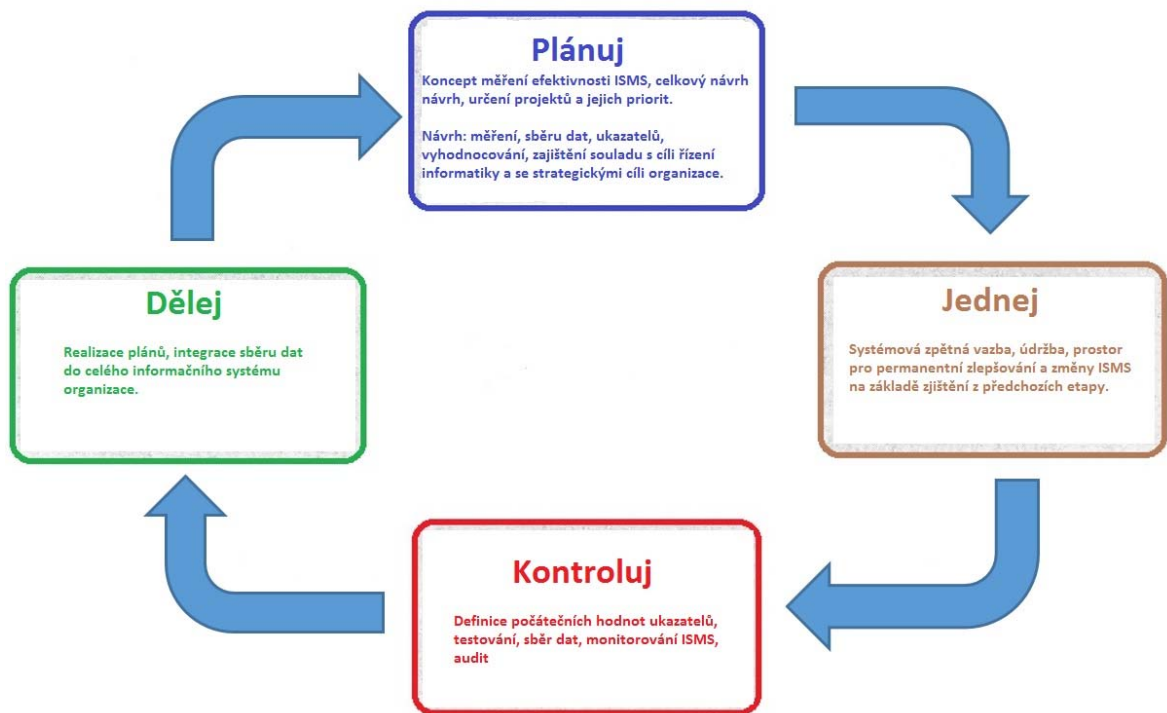 Plánuj
Koncept měření efektivnosti ISMS, celkový návrh
návrh, určení projektů a jejich priorit.
Návrh: měření, sběru dat, ukazatelů,
vyhodnocování, zajištění souladu s cíli řízení
informatiky a se strategickými cíli organizace.
Dělej
Realizace plánů, integrace sběru dat
do celého informačního systému
organizace.
Jednej
Systémová zpětná vazba, údržba, prostor
pro permanentní zlepšování a změny ISMS
na základě zjištění z předchozích etapy.
Kontroluj
Definice počátečních hodnot ukazatelů,
testování, sběr dat, monitorování ISMS,
audit